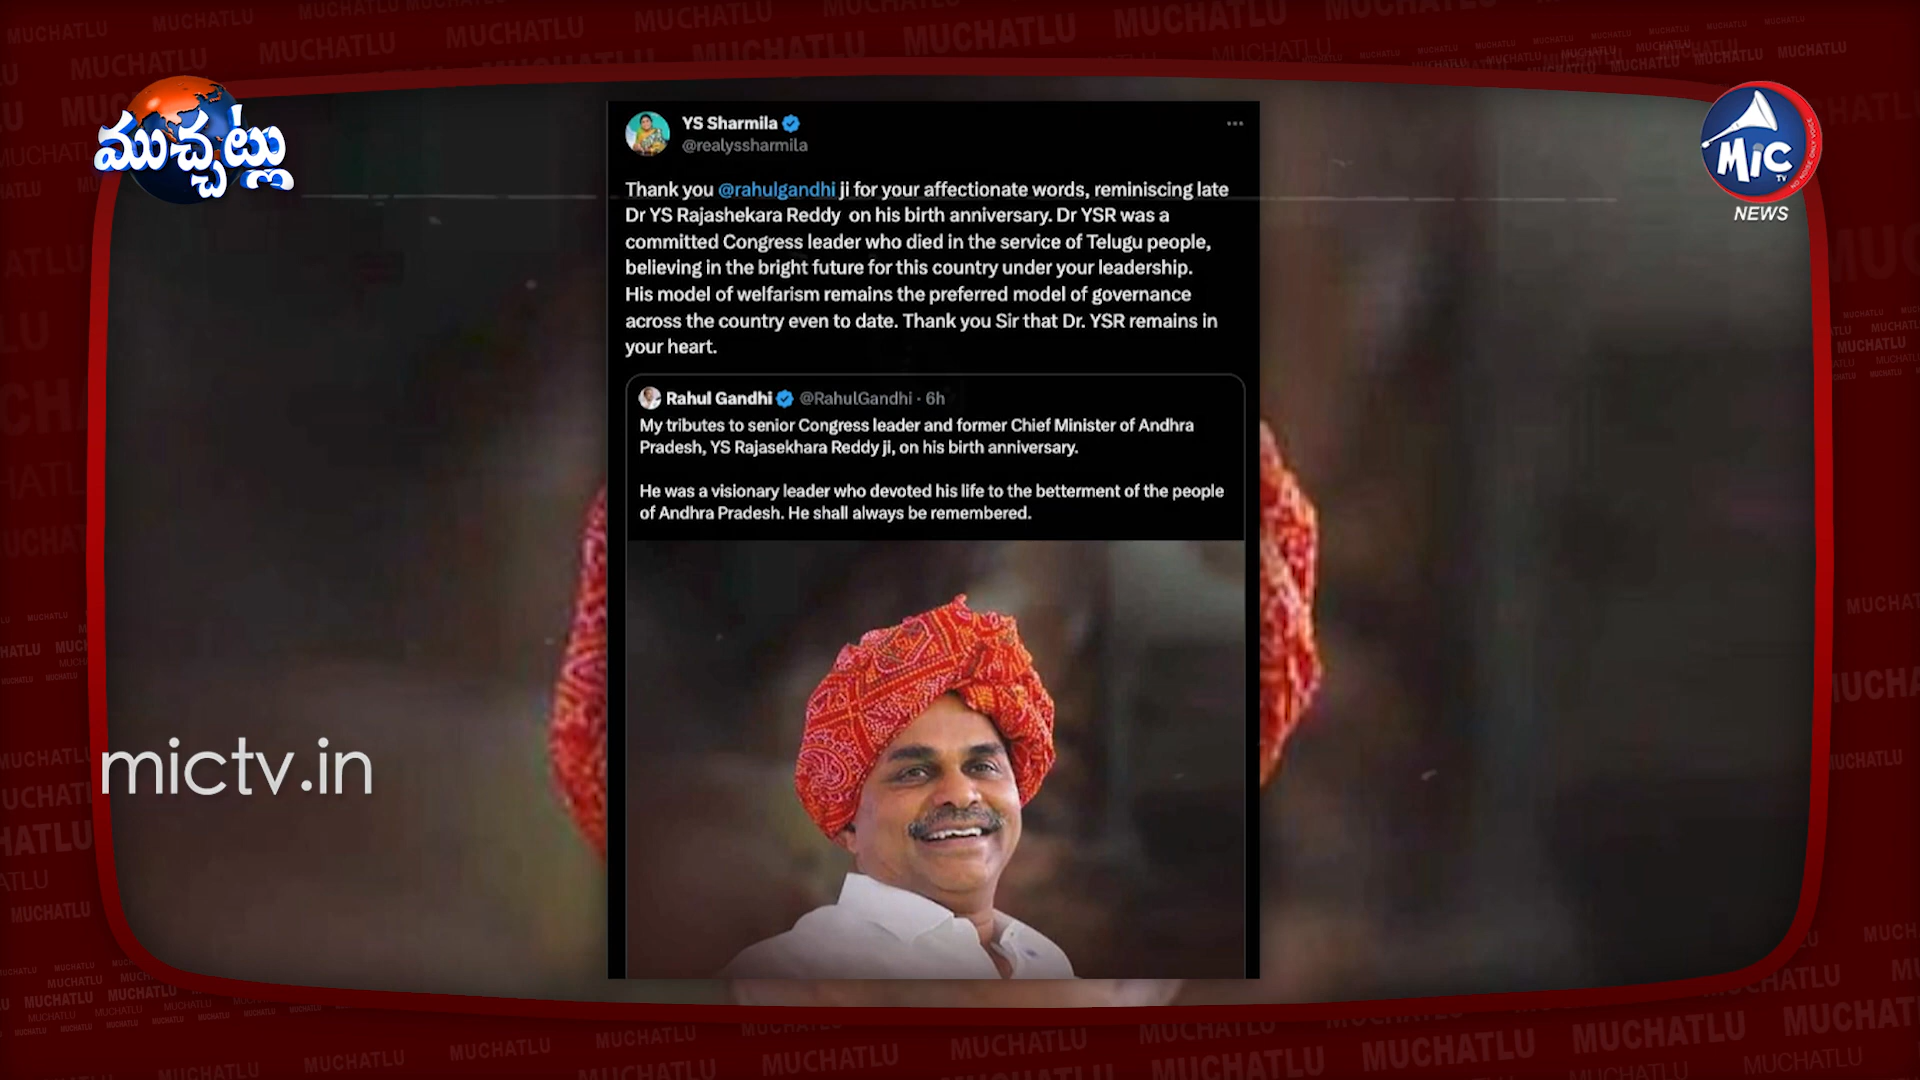 ముచ్చట్లు
MiC
TV
NO NOISE ONLY VOICE
NEWS
YS Sharmila
@realyssharmila
Thank you @rahulgandhi ji for your affectionate words, reminiscing late
Dr YS Rajashekara Reddy on his birth anniversary. Dr YSR was a
committed Congress leader who died in the service of Telugu people,
believing in the bright future for this country under your leadership.
His model of welfarism remains the preferred model of governance
across the country even to date. Thank you Sir that Dr. YSR remains in
your heart.
Rahul Gandhi @RahulGandhi · 6h
My tributes to senior Congress leader and former Chief Minister of Andhra
Pradesh, YS Rajasekhara Reddy ji, on his birth anniversary.
He was a visionary leader who devoted his life to the betterment of the people
of Andhra Pradesh. He shall always be remembered.
mictv.in
MUCHATLU